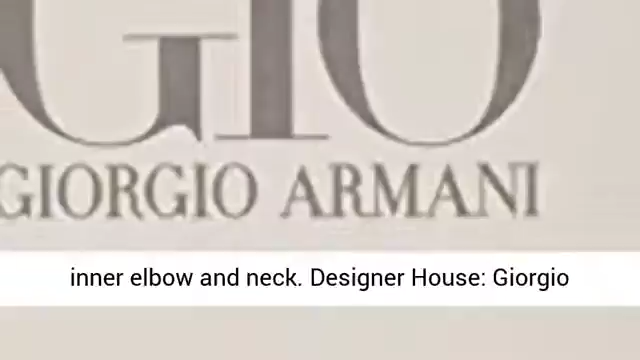 GIO
GIORGIO ARMANI
inner elbow and neck. Designer House: Giorgio